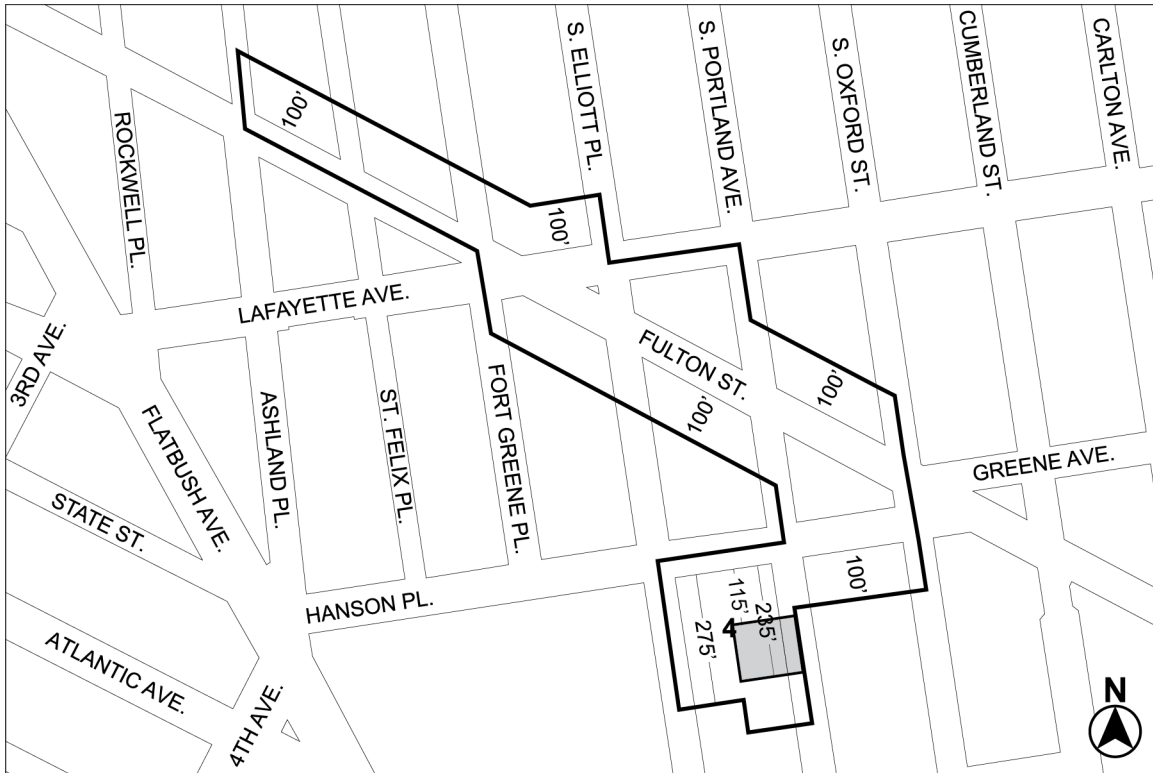 S. ELLIOTT PL.
S. PORTLAND AVE.
S. OXFORD ST.
CUMBERLAND ST.
CARLTON AVE.
100'
ROCKWELL PL.
100'
LAFAYETTE AVE.
3RD AVE.
FULTON ST.
100'
100'
FLATBUSH AVE.
ASHLAND PL.
ST. FELIX PL.
FORT GREENE PL.
GREENE AVE.
STATE ST.
HANSON PL.
100'
115'
235'
4
275'
ATLANTIC AVE.
4TH AVE.
N